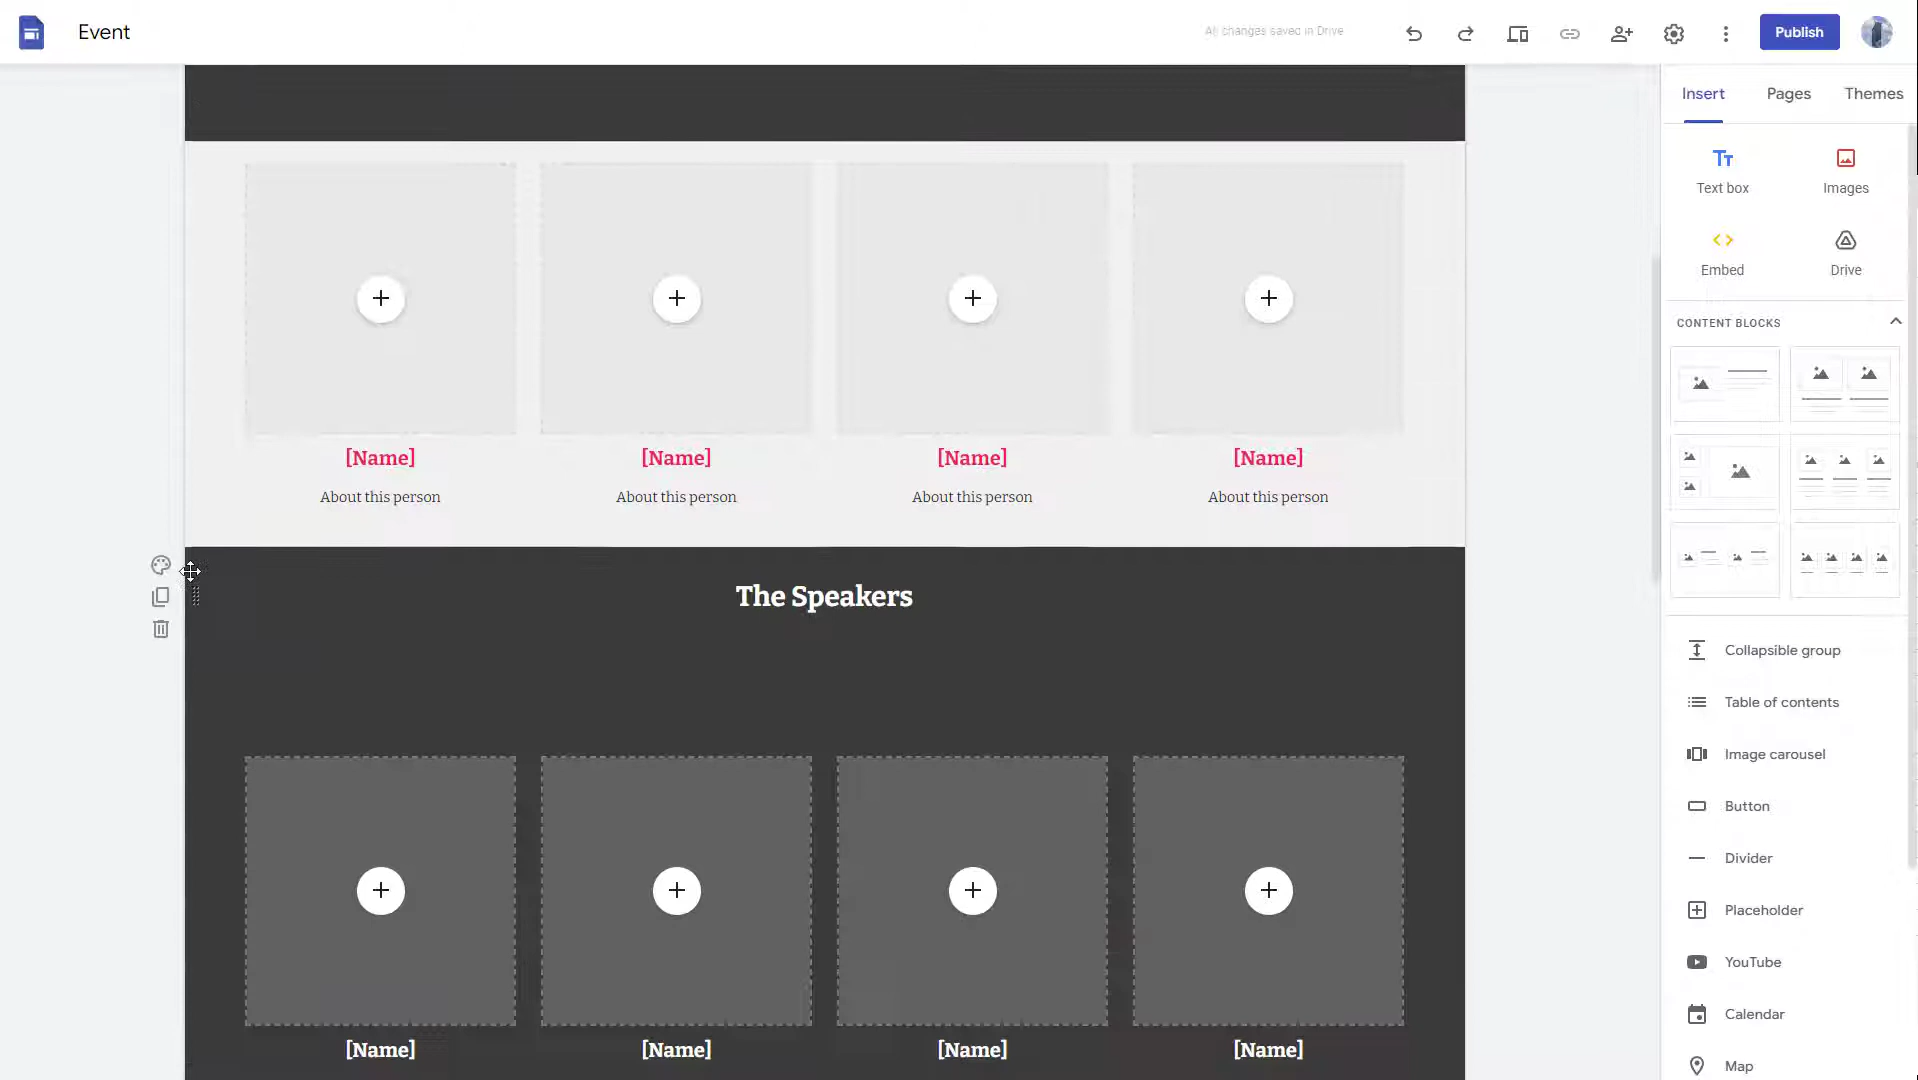 Event
All changes saved in Drive
Publish
Insert
Pages
Themes
Text box
Images
Embed
Drive
CONTENT BLOCKS
[Name]
[Name]
[Name]
[Name]
About this person
About this person
About this person
About this person
The Speakers
[Name]
[Name]
[Name]
[Name]
Collapsible group
Table of contents
Image carousel
Button
Divider
Placeholder
YouTube
Calendar
Map